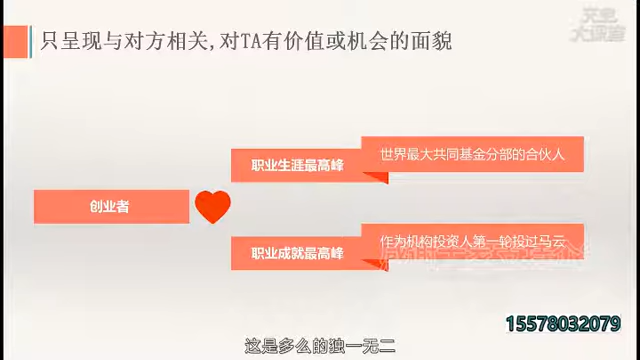 只呈现与对方相关,对TA有价值或机会的面貌
大课堂
职业生涯最高峰
世界最大共同基金分部的合伙人
创业者
职业成就最高峰
作为机构投资人第一轮投过马云
15578032079
这是多么的独一无二